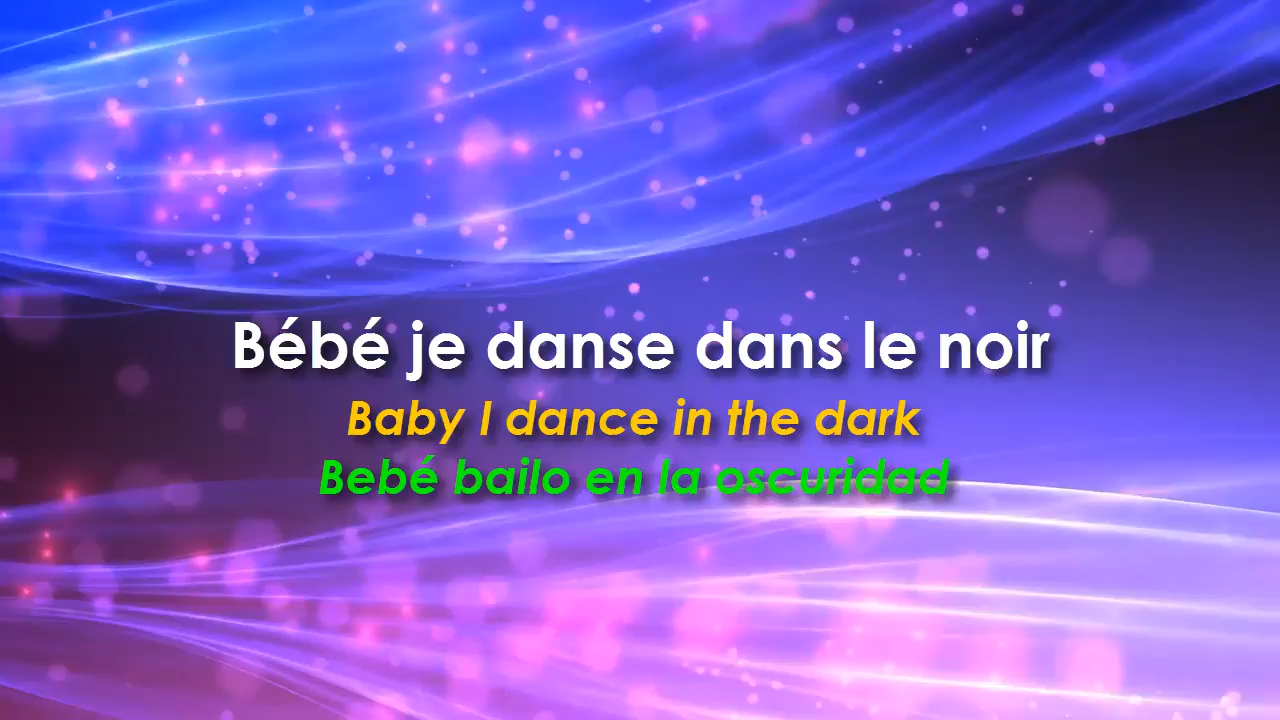 Bébé je danse dans le noir
Baby I dance in the dark
Bebé bailo en la oscuridad